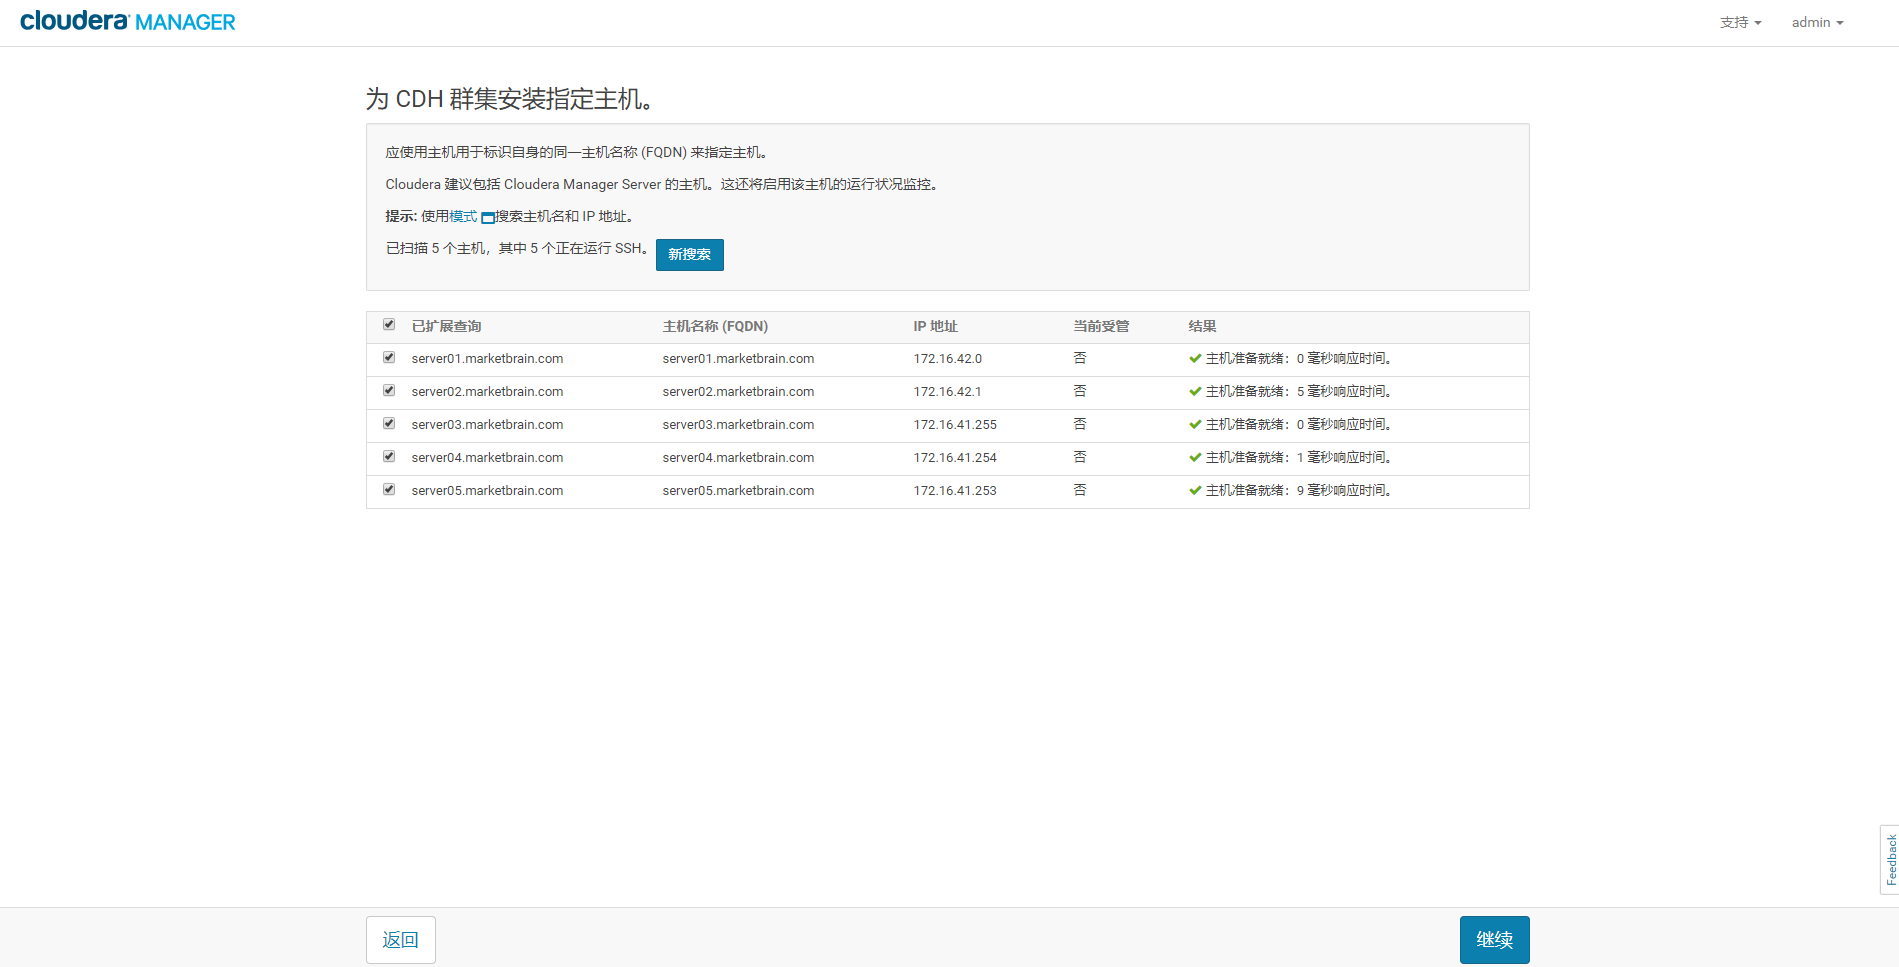 cloudera MANAGER
支持 admin
为 CDH 群集安装指定主机。
应使用主机用于标识自身的同一主机名称 (FQDN) 来指定主机。
Cloudera 建议包括 Cloudera Manager Server 的主机。这还将启用该主机的运行状况监控。
提示: 使用模式 搜索主机名和 IP 地址。
已扫描 5 个主机，其中 5 个正在运行 SSH。 新搜索
已扩展查询 主机名称 (FQDN) IP 地址 当前受管 结果
server01.marketbrain.com server01.marketbrain.com 172.16.42.0 否 主机准备就绪：0 毫秒响应时间。
server02.marketbrain.com server02.marketbrain.com 172.16.42.1 否 主机准备就绪：5 毫秒响应时间。
server03.marketbrain.com server03.marketbrain.com 172.16.41.255 否 主机准备就绪：0 毫秒响应时间。
server04.marketbrain.com server04.marketbrain.com 172.16.41.254 否 主机准备就绪：1 毫秒响应时间。
server05.marketbrain.com server05.marketbrain.com 172.16.41.253 否 主机准备就绪：9 毫秒响应时间。
Feedback
返回 继续